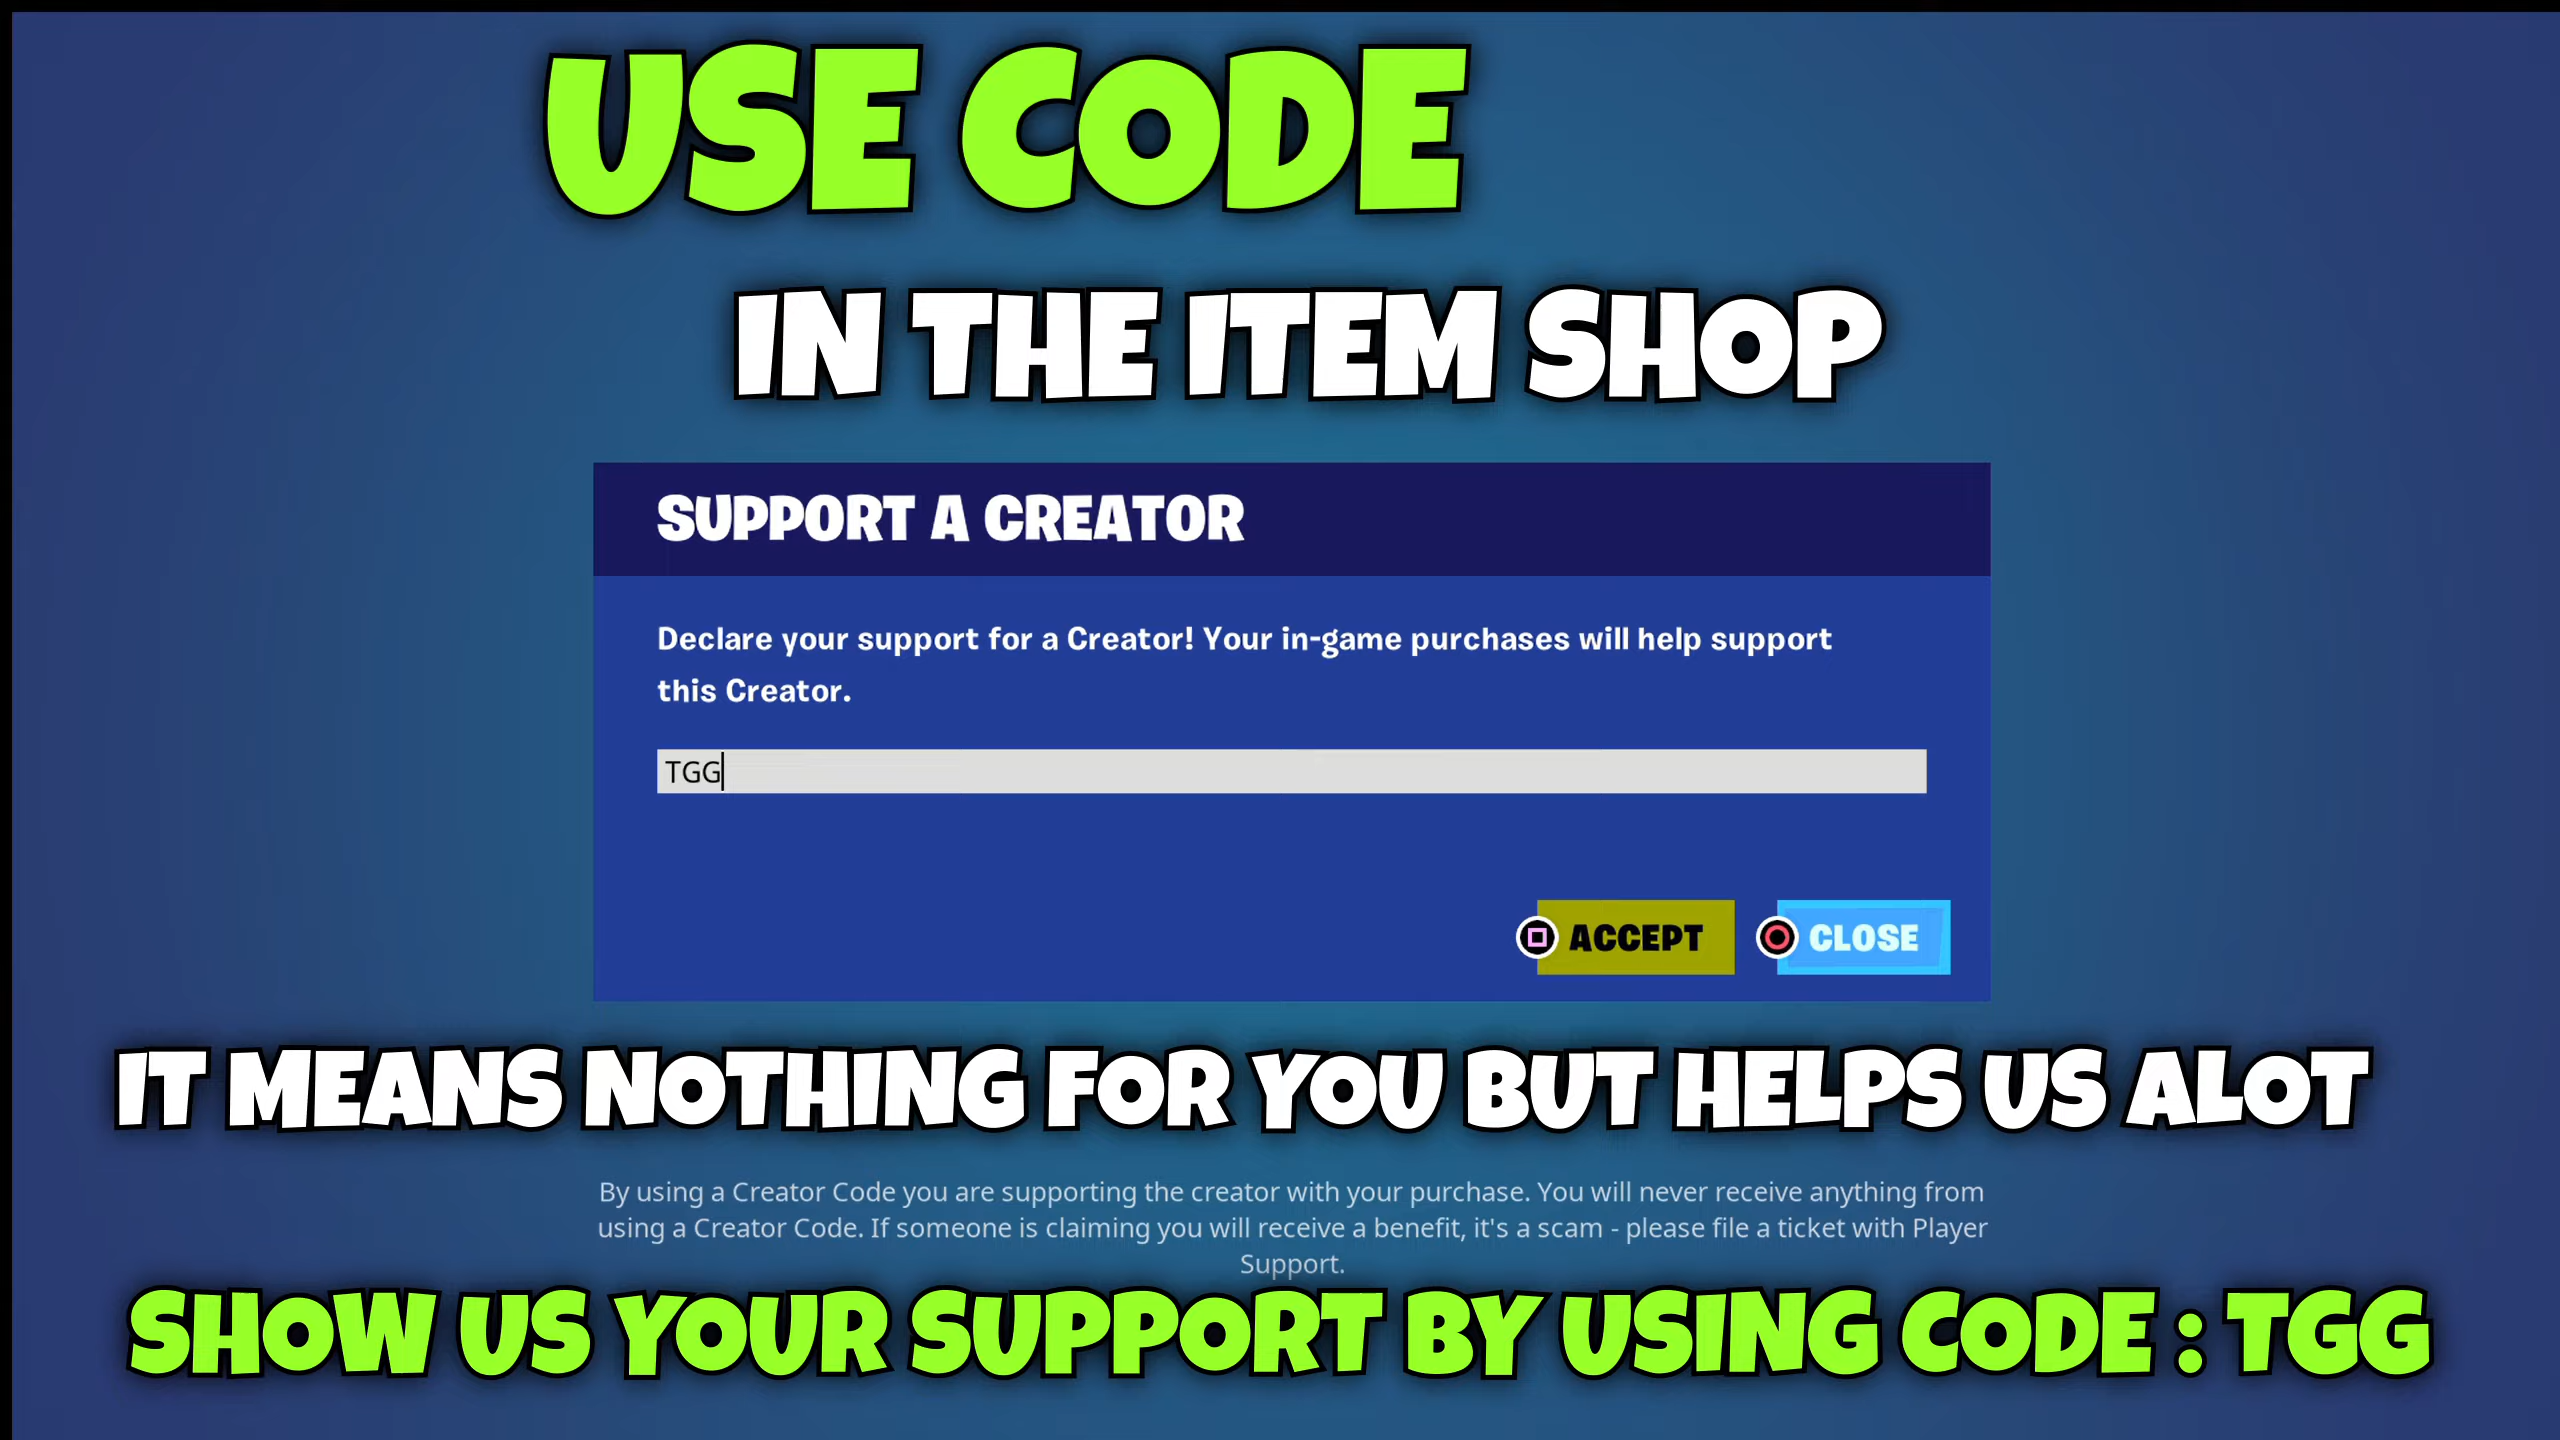 USE CODE
IN THE ITEM SHOP
SUPPORT A CREATOR
Declare your support for a Creator! Your in-game purchases will help support
this Creator.
TGG
ACCEPT CLOSE
IT MEANS NOTHING FOR YOU BUT HELPS US ALOT
By using a Creator Code you are supporting the creator with your purchase. You will never receive anything from
using a Creator Code. If someone is claiming you will receive a benefit, it's a scam - please file a ticket with Player
Support.
SHOW US YOUR SUPPORT BY USING CODE : TGG